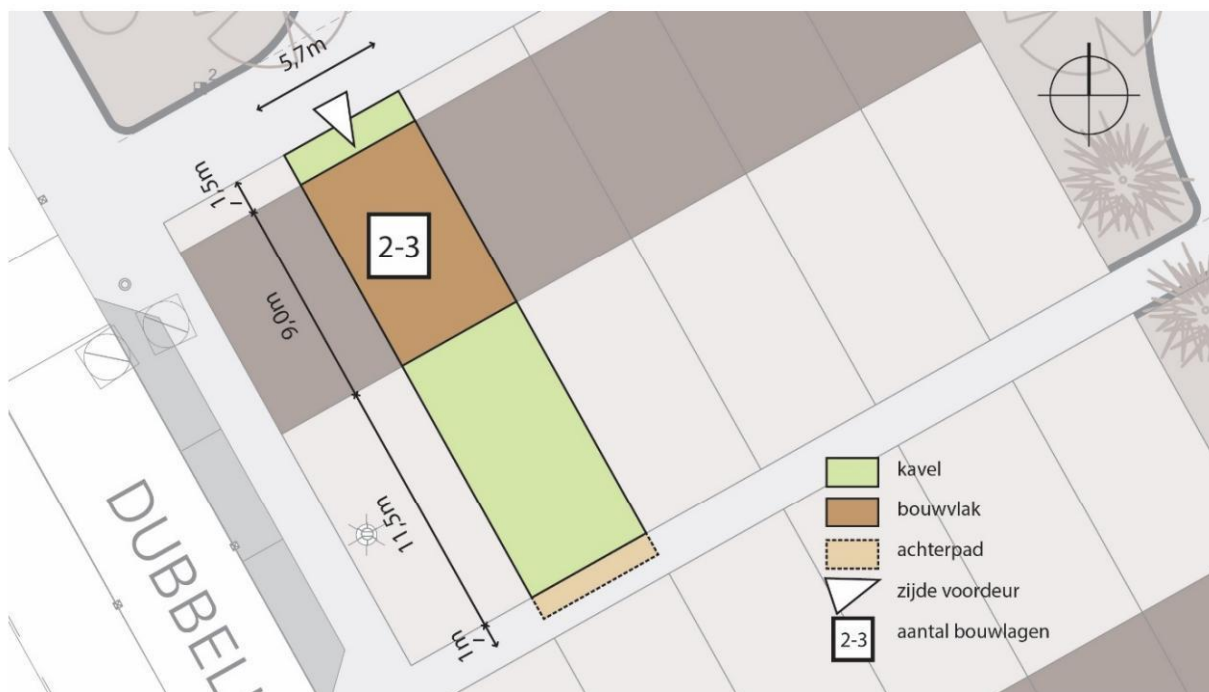 5,7m
2
1,5m
2-3
9,0m
11,5m
1m
DUBBEL
kavel
bouwvlak
achterpad
zijde voordeur
2-3
aantal bouwlagen